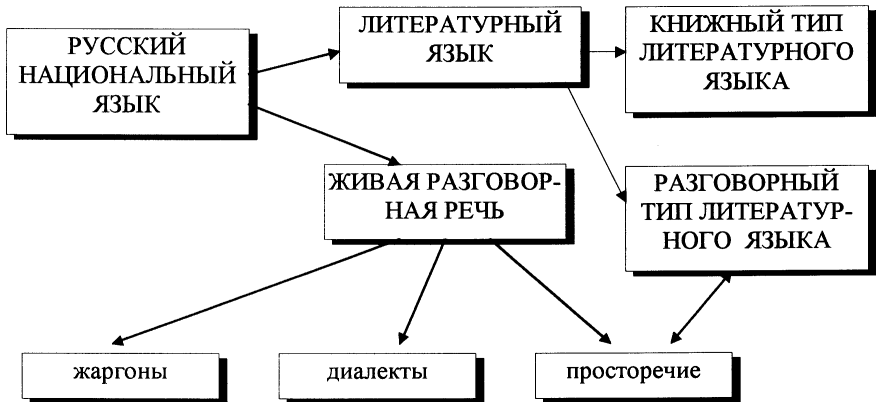 РУССКИЙ
НАЦИОНАЛЬНЫЙ
ЯЗЫК
ЛИТЕРАТУРНЫЙ
ЯЗЫК
КНИЖНЫЙ ТИП
ЛИТЕРАТУРНОГО
ЯЗЫКА
ЖИВАЯ РАЗГОВОР-
НАЯ РЕЧЬ
РАЗГОВОРНЫЙ
ТИП ЛИТЕРАТУР-
НОГО ЯЗЫКА
жаргоны
диалекты
просторечие